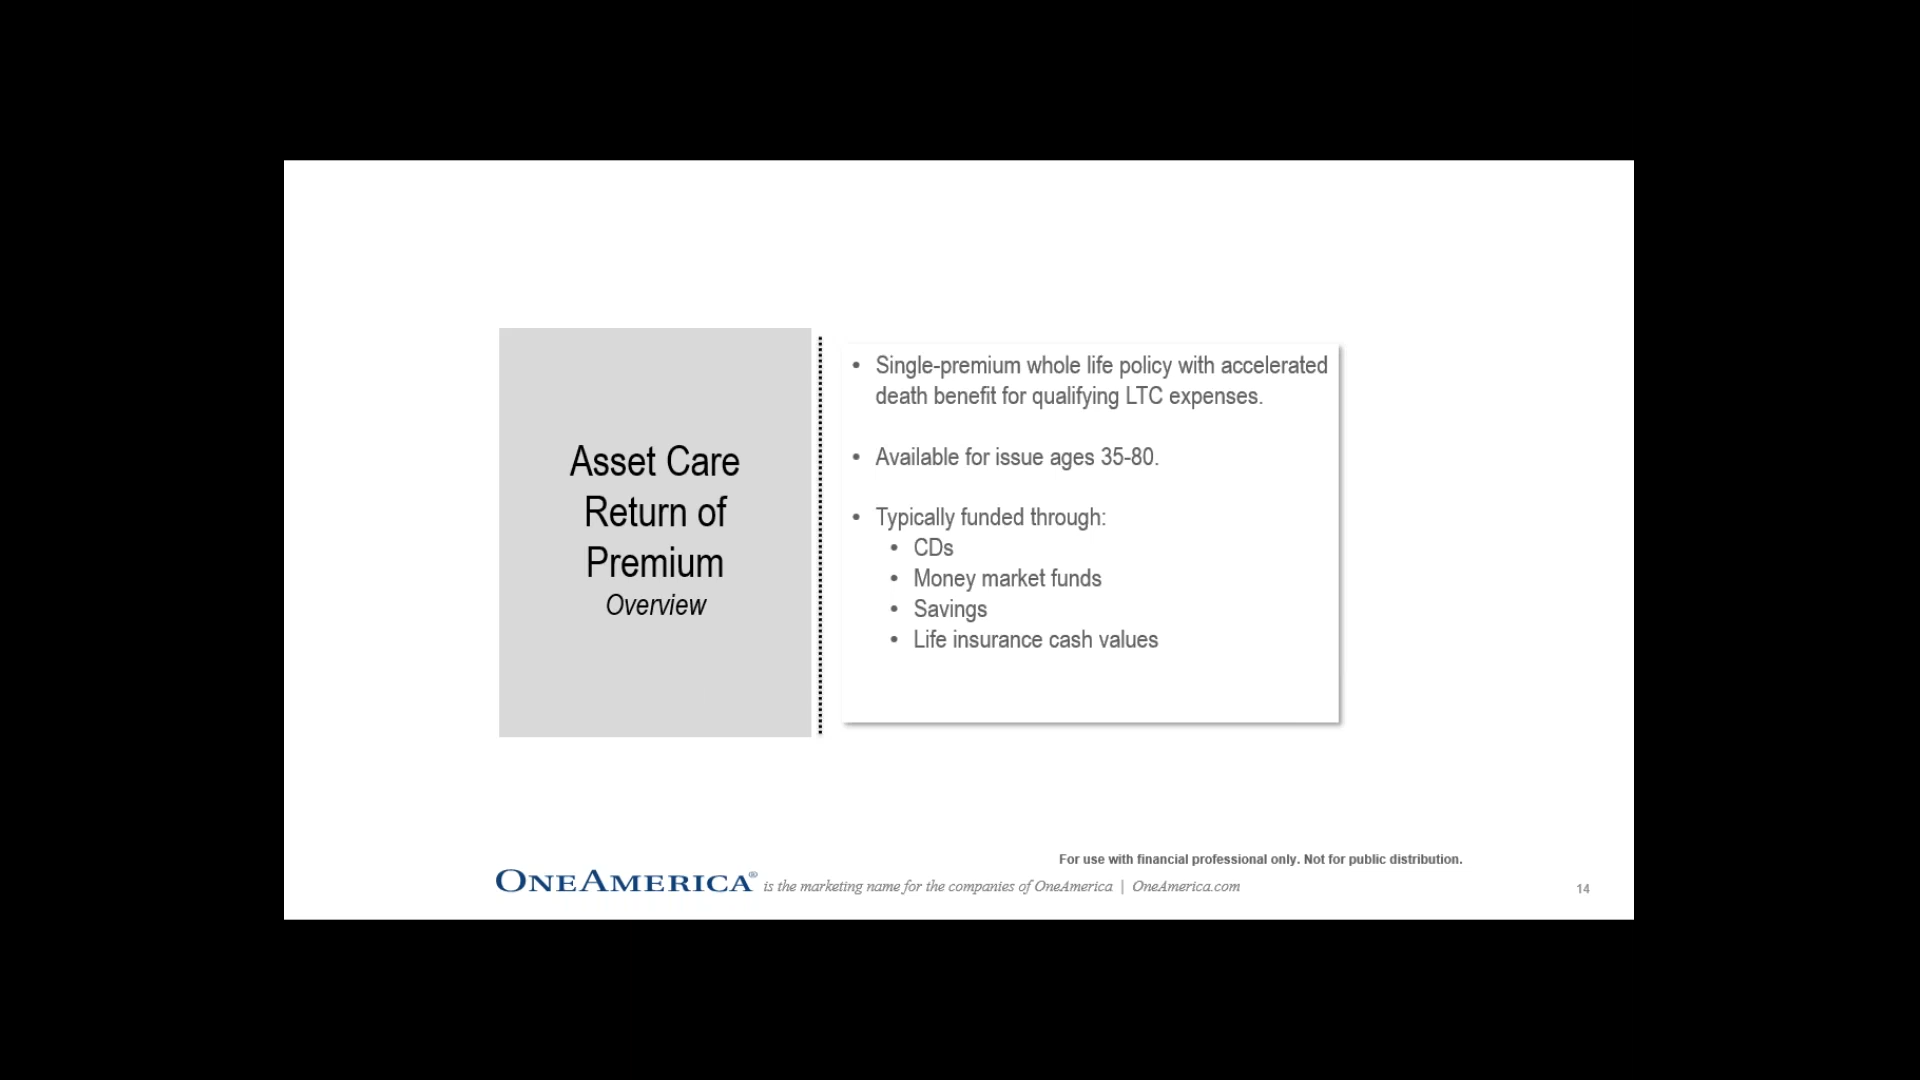 Asset Care
Return of
Premium
Overview
• Single-premium whole life policy with accelerated
death benefit for qualifying LTC expenses.
• Available for issue ages 35-80.
• Typically funded through:
• CDs
• Money market funds
• Savings
• Life insurance cash values
For use with financial professional only. Not for public distribution.
ONEAMERICA® is the marketing name for the companies of OneAmerica | OneAmerica.com
14